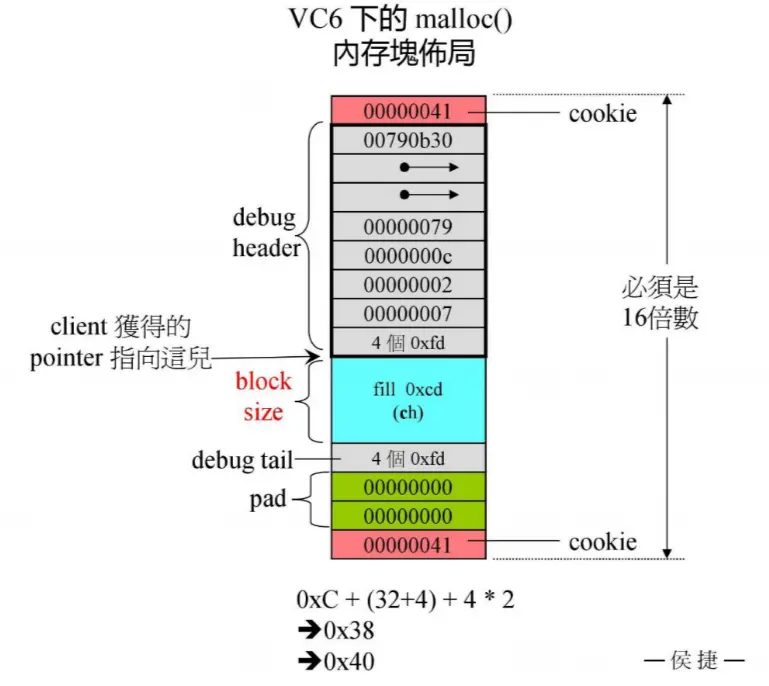 VC6 下的 malloc()
內存塊佈局
00000041
cookie
00790b30
debug
header
00000079
0000000c
00000002
00000007
4 個 0xfd
必須是
16倍數
client 獲得的
pointer 指向這兒
block
size
fill 0xcd
(ch)
debug tail
4 個 0xfd
pad
00000000
00000000
00000041
cookie
0xC + (32+4) + 4 * 2
➔0x38
➔0x40
— 侯捷 —